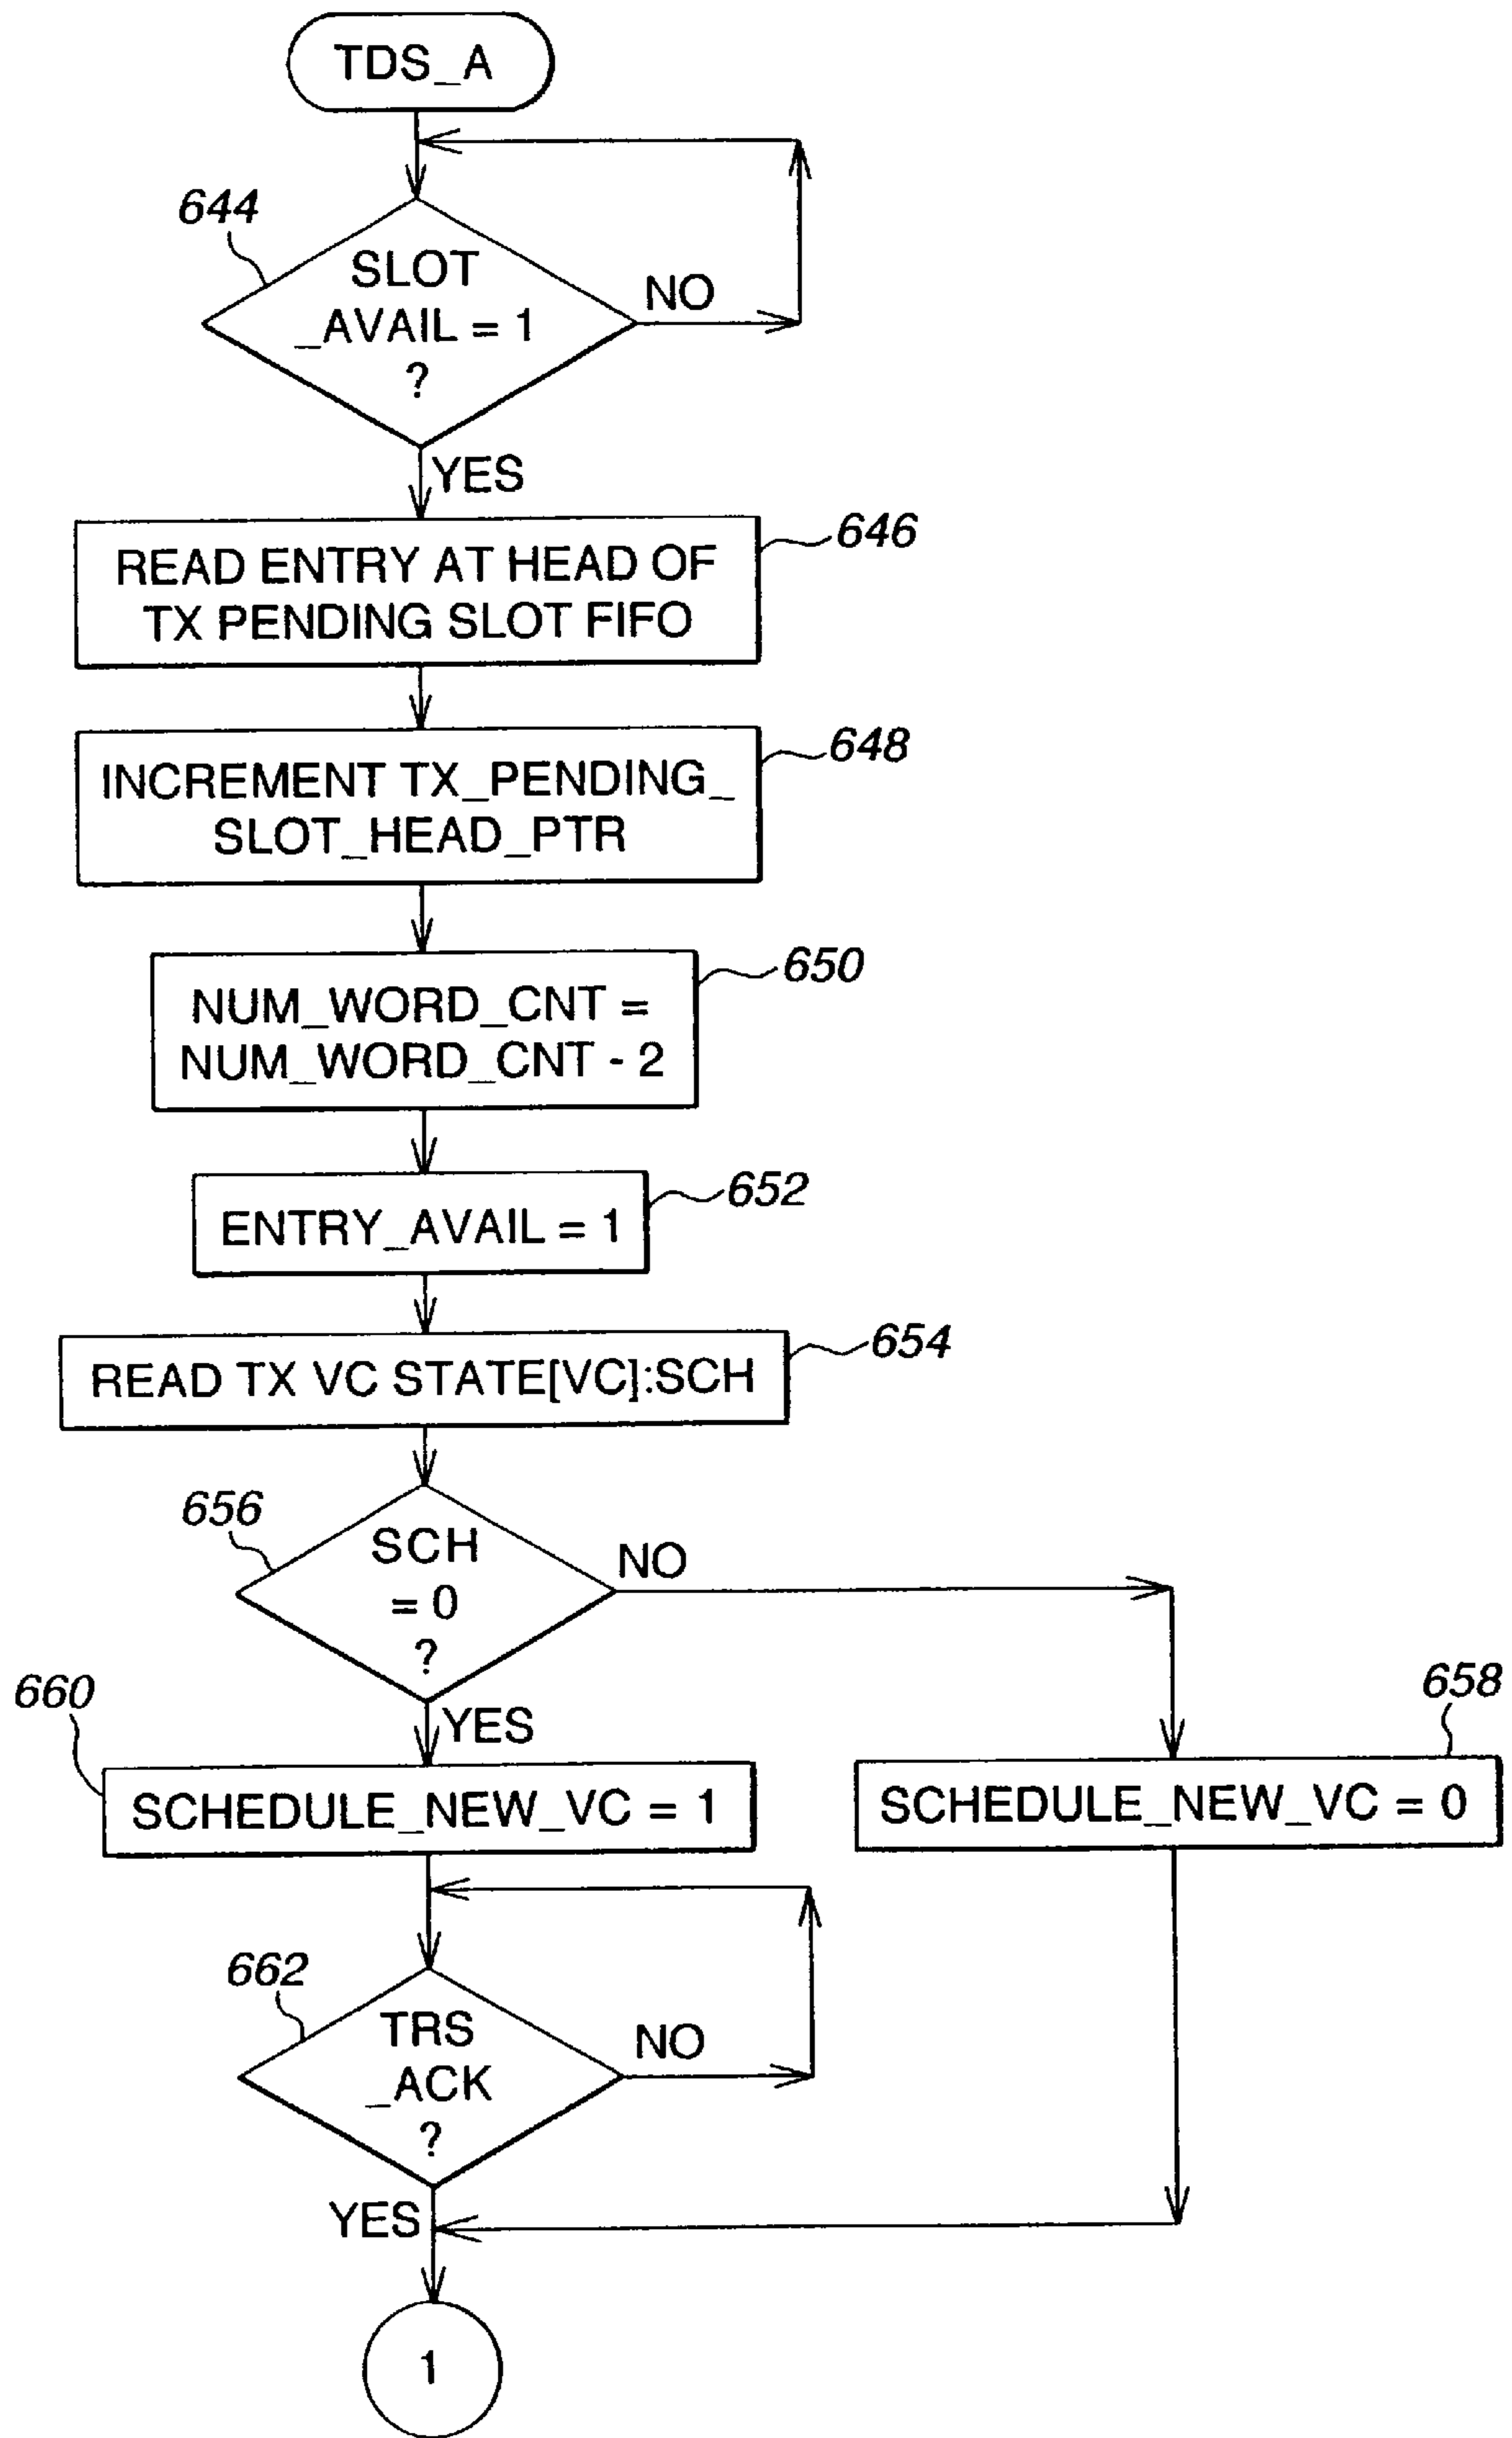 TDS_A
644
SLOT
_AVAIL = 1
?
NO
YES
READ ENTRY AT HEAD OF
TX PENDING SLOT FIFO
646
INCREMENT TX_PENDING_
SLOT_HEAD_PTR
648
NUM_WORD_CNT =
NUM_WORD_CNT - 2
650
ENTRY_AVAIL = 1
652
READ TX VC STATE[VC]:SCH
654
656
SCH
= 0
?
NO
YES
660
SCHEDULE_NEW_VC = 1
658
SCHEDULE_NEW_VC = 0
662
TRS
_ACK
?
NO
YES
1